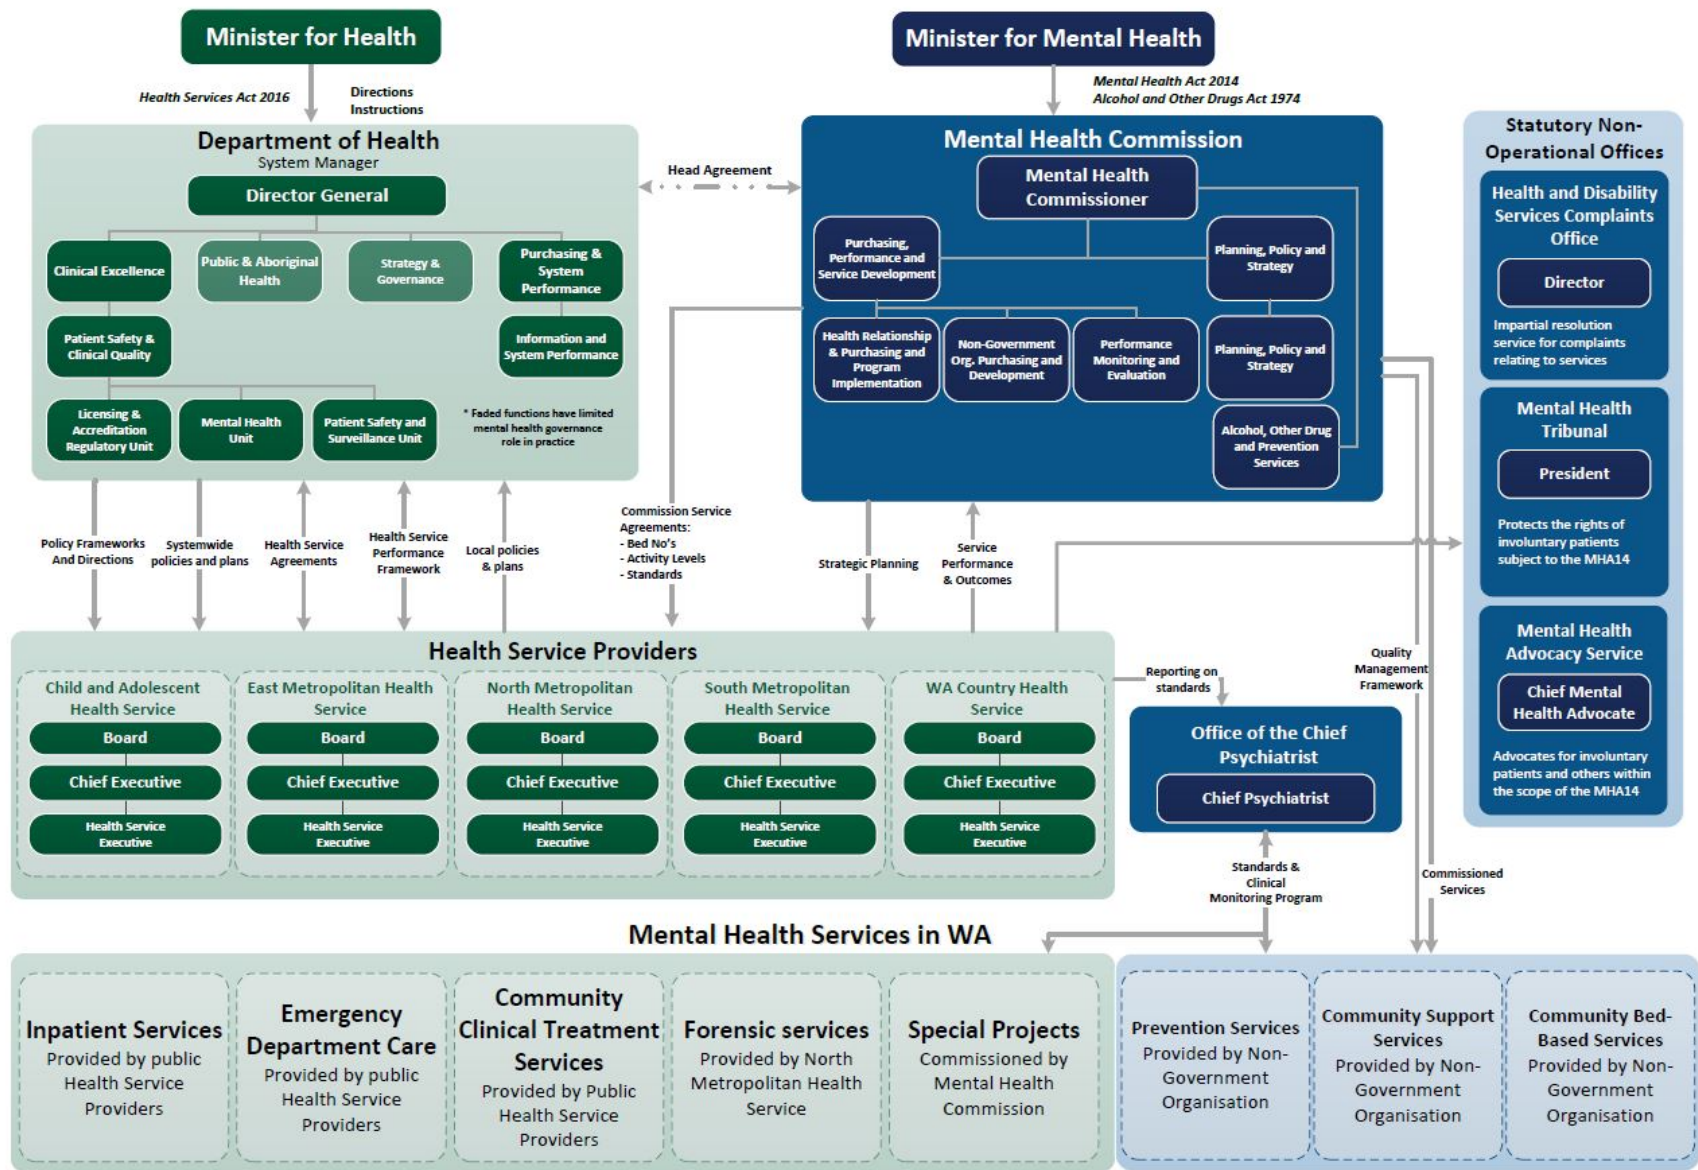 Minister for Health
Minister for Mental Health
Health Services Act 2016
Directions
Instructions
Mental Health Act 2014
Alcohol and Other Drugs Act 1974
Department of Health
System Manager
Director General
Clinical Excellence
Public & Aboriginal
Health
Strategy &
Governance
Purchasing &
System
Performance
Patient Safety &
Clinical Quality
Information and
System Performance
Licensing &
Accreditation
Regulatory Unit
Mental Health
Unit
Patient Safety and
Surveillance Unit
* Faded functions have limited
mental health governance
role in practice
Head Agreement
Mental Health Commission
Mental Health
Commissioner
Purchasing,
Performance and
Service Development
Planning, Policy and
Strategy
Health Relationship
& Purchasing and
Program
Implementation
Non-Government
Org. Purchasing and
Development
Performance
Monitoring and
Evaluation
Planning, Policy and
Strategy
Alcohol, Other Drug
and Prevention
Services
Statutory Non-
Operational Offices
Health and Disability
Services Complaints
Office
Director
Impartial resolution
service for complaints
relating to services
Mental Health
Tribunal
President
Protects the rights of
involuntary patients
subject to the MHA14
Mental Health
Advocacy Service
Chief Mental
Health Advocate
Advocates for involuntary
patients and others within
the scope of the MHA14
Policy Frameworks
And Directions
Systemwide
policies and plans
Health Service
Agreements
Health Service
Performance
Framework
Local policies
& plans
Commission Service
Agreements:
- Bed No's
- Activity Levels
- Standards
Strategic Planning
Service
Performance
& Outcomes
Health Service Providers
Child and Adolescent
Health Service
Board
Chief Executive
Health Service
Executive
East Metropolitan Health
Service
Board
Chief Executive
Health Service
Executive
North Metropolitan
Health Service
Board
Chief Executive
Health Service
Executive
South Metropolitan
Health Service
Board
Chief Executive
Health Service
Executive
WA Country Health
Service
Board
Chief Executive
Health Service
Executive
Reporting on
standards
Office of the Chief
Psychiatrist
Chief Psychiatrist
Quality
Management
Framework
Standards &
Clinical
Monitoring Program
Commissioned
Services
Mental Health Services in WA
Inpatient Services
Provided by public
Health Service
Providers
Emergency
Department Care
Provided by public
Health Service
Providers
Community
Clinical Treatment
Services
Provided by Public
Health Service
Providers
Forensic services
Provided by North
Metropolitan Health
Service
Special Projects
Commissioned by
Mental Health
Commission
Prevention Services
Provided by Non-
Government
Organisation
Community Support
Services
Provided by Non-
Government
Organisation
Community Bed-
Based Services
Provided by Non-
Government
Organisation